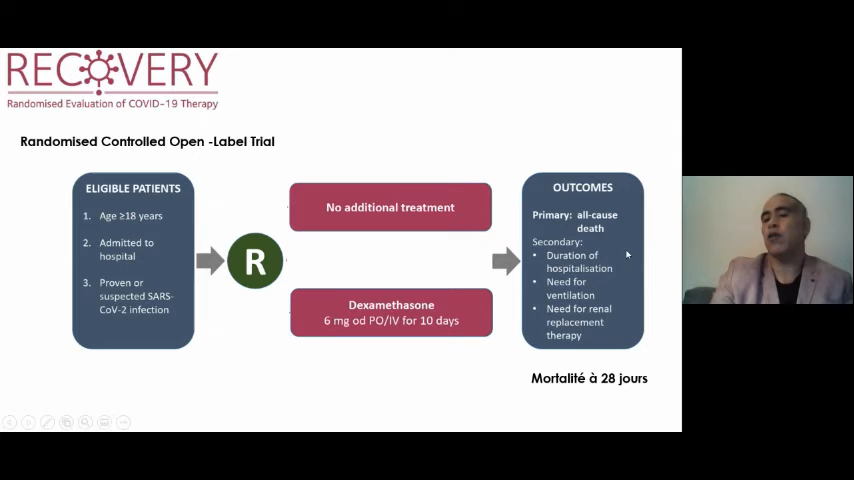 RECOVERY
Randomised Evaluation of COVID-19 Therapy
Randomised Controlled Open -Label Trial
ELIGIBLE PATIENTS
1. Age ≥18 years
2. Admitted to
hospital
3. Proven or
suspected SARS-
CoV-2 infection
R
No additional treatment
Dexamethasone
6 mg od PO/IV for 10 days
OUTCOMES
Primary: all-cause
death
Secondary:
• Duration of
hospitalisation
• Need for
ventilation
• Need for renal
replacement
therapy
Mortalité à 28 jours